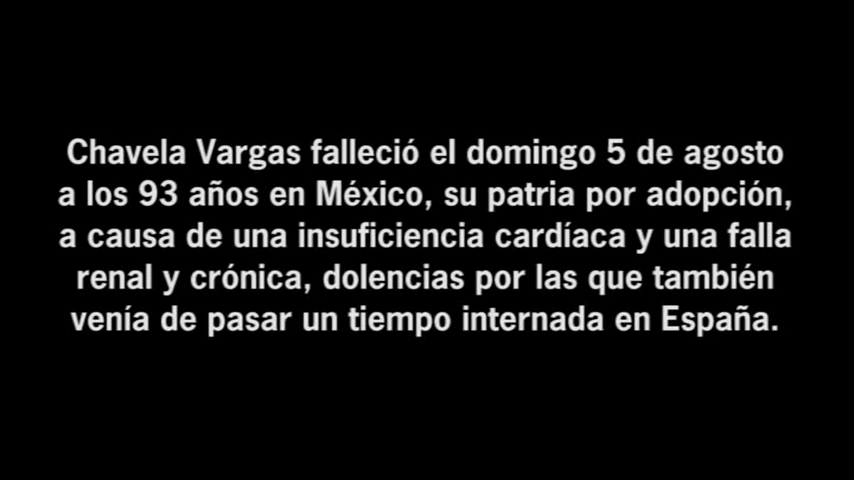 Chavela Vargas falleció el domingo 5 de agosto
a los 93 años en México, su patria por adopción,
a causa de una insuficiencia cardíaca y una falla
renal y crónica, dolencias por las que también
venía de pasar un tiempo internada en España.